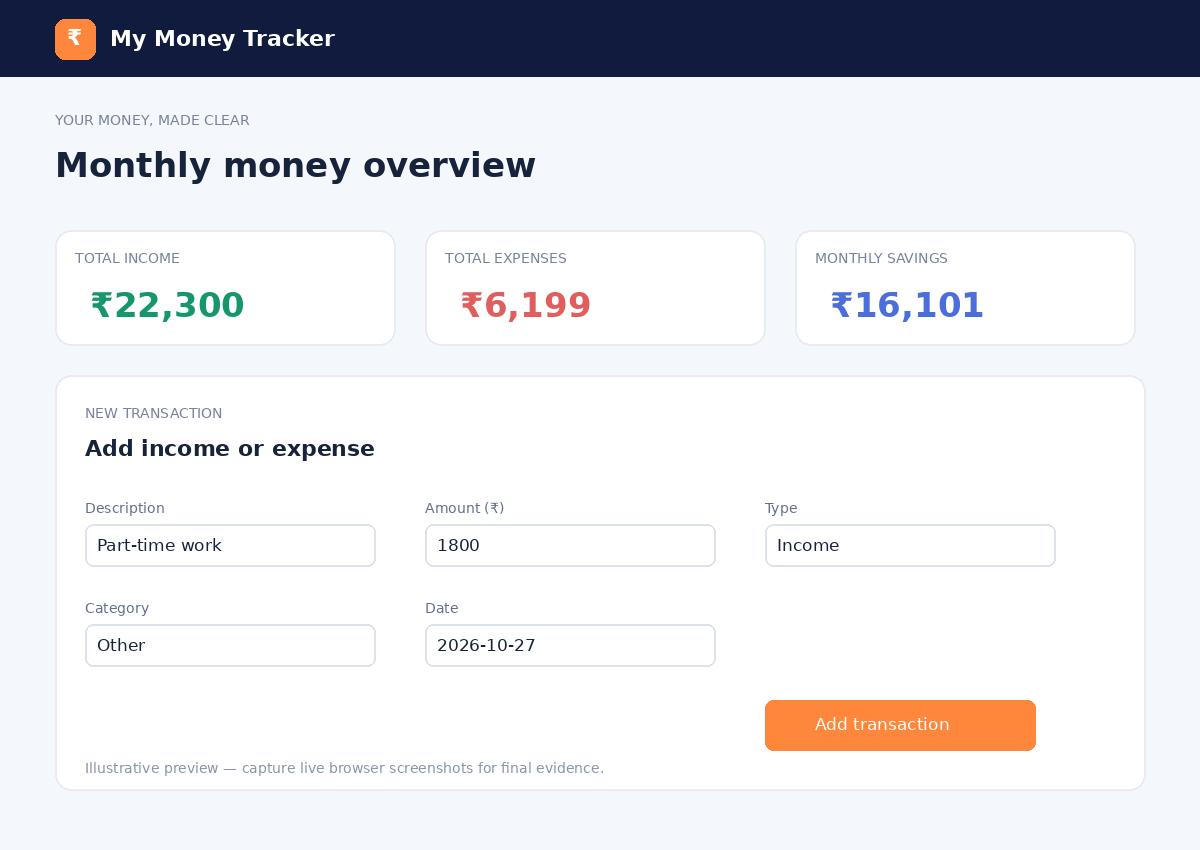 ₹ My Money Tracker
YOUR MONEY, MADE CLEAR
Monthly money overview
TOTAL INCOME TOTAL EXPENSES MONTHLY SAVINGS
₹22,300 ₹6,199 ₹16,101
NEW TRANSACTION
Add income or expense
Description Amount (₹) Type
Part-time work 1800 Income
Category Date
Other 2026-10-27
Add transaction
Illustrative preview — capture live browser screenshots for final evidence.